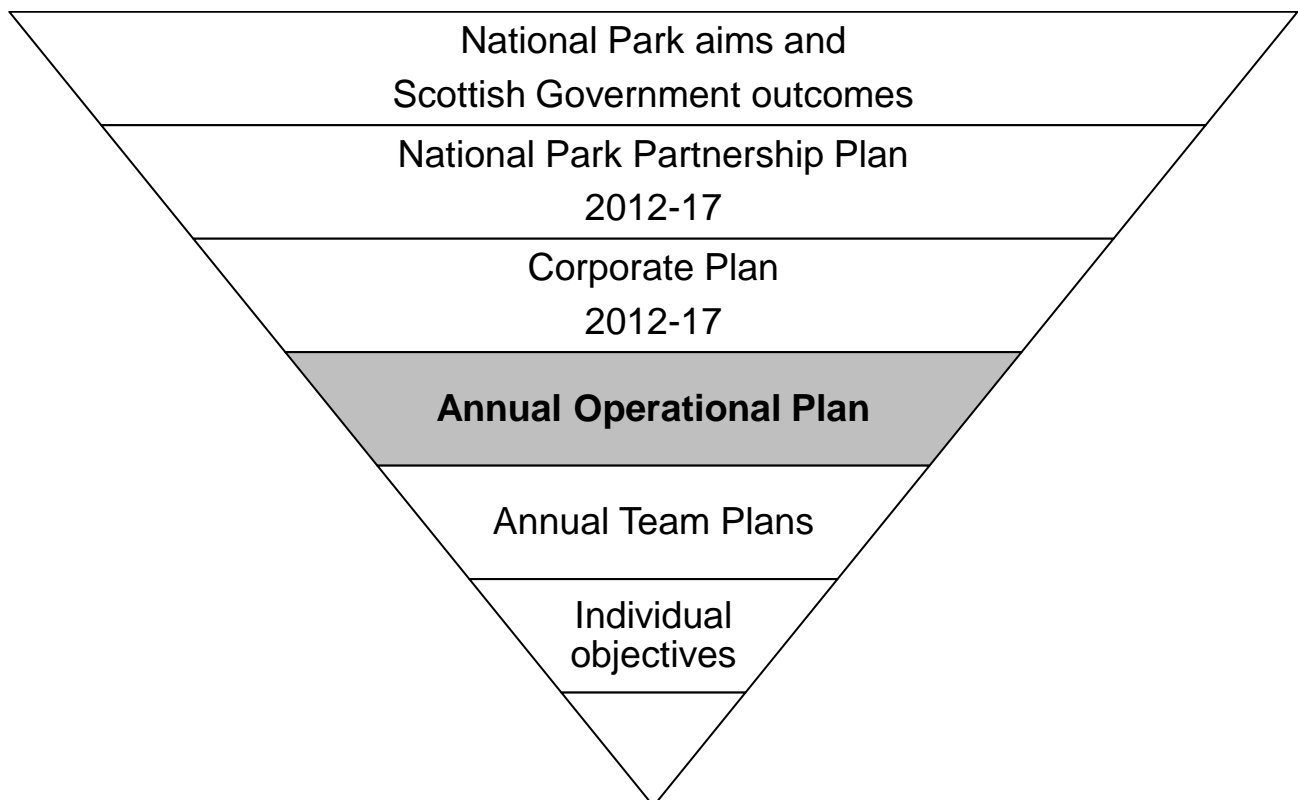 National Park aims and
Scottish Government outcomes
National Park Partnership Plan
2012-17
Corporate Plan
2012-17
Annual Operational Plan
Annual Team Plans
Individual
objectives